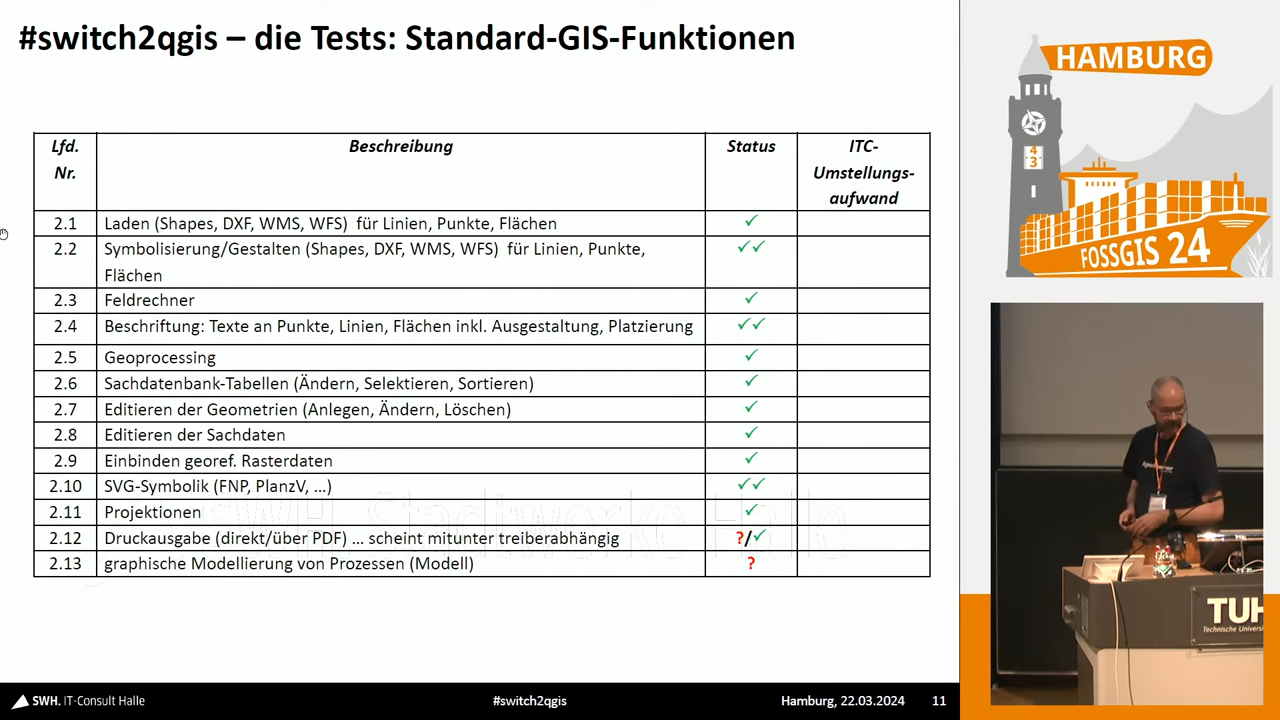 #switch2qgis – die Tests: Standard-GIS-Funktionen
Lfd. Nr. Beschreibung Status ITC-Umstellungs-aufwand
2.1 Laden (Shapes, DXF, WMS, WFS) für Linien, Punkte, Flächen ✓
2.2 Symbolisierung/Gestalten (Shapes, DXF, WMS, WFS) für Linien, Punkte, ✓✓
Flächen
2.3 Feldrechner ✓
2.4 Beschriftung: Texte an Punkte, Linien, Flächen inkl. Ausgestaltung, Platzierung ✓✓
2.5 Geoprocessing ✓
2.6 Sachdatenbank-Tabellen (Ändern, Selektieren, Sortieren) ✓
2.7 Editieren der Geometrien (Anlegen, Ändern, Löschen) ✓
2.8 Editieren der Sachdaten ✓
2.9 Einbinden georef. Rasterdaten ✓
2.10 SVG-Symbolik (FNP, PlanzV, …) ✓✓
2.11 Projektionen ✓
2.12 Druckausgabe (direkt/über PDF) … scheint mitunter treiberabhängig ?/✓
2.13 graphische Modellierung von Prozessen (Modell) ?
SWH. IT-Consult Halle
#switch2qgis
Hamburg, 22.03.2024
11
HAMBURG
4
3
FOSSGIS 24
TUH
Technische Univers